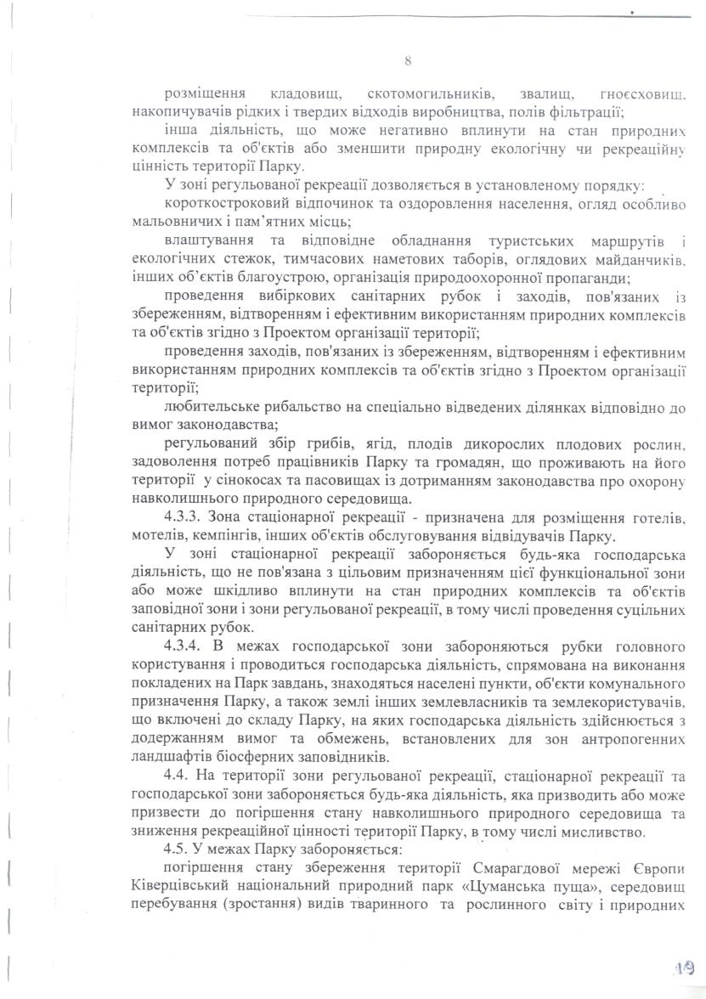 8
розміщення кладовищ, скотомогильників, звалищ, гноєсховищ.
накопичувачів рідких і твердих відходів виробництва, полів фільтрації;
інша діяльність, що може негативно вплинути на стан природних
комплексів та об'єктів або зменшити природну екологічну чи рекреаційну
цінність території Парку.
У зоні регульованої рекреації дозволяється в установленому порядку:
короткостроковий відпочинок та оздоровлення населення, огляд особливо
мальовничих і пам’ятних місць;
влаштування та відповідне обладнання туристських маршрутів і
екологічних стежок, тимчасових наметових таборів, оглядових майданчиків,
інших об’єктів благоустрою, організація природоохоронної пропаганди;
проведення вибіркових санітарних рубок і заходів, пов'язаних із
збереженням, відтворенням і ефективним використанням природних комплексів
та об'єктів згідно з Проектом організації території;
проведення заходів, пов'язаних із збереженням, відтворенням і ефективним
використанням природних комплексів та об'єктів згідно з Проектом організації
території;
любительське рибальство на спеціально відведених ділянках відповідно до
вимог законодавства;
регульований збір грибів, ягід, плодів дикорослих плодових рослин,
задоволення потреб працівників Парку та громадян, що проживають на його
території у сінокосах та пасовищах із дотриманням законодавства про охорону
навколишнього природного середовища.
4.3.3. Зона стаціонарної рекреації - призначена для розміщення готелів,
мотелів, кемпінгів, інших об'єктів обслуговування відвідувачів Парку.
У зоні стаціонарної рекреації забороняється будь-яка господарська
діяльність, що не пов'язана з цільовим призначенням цієї функціональної зони
або може шкідливо вплинути на стан природних комплексів та об'єктів
заповідної зони і зони регульованої рекреації, в тому числі проведення суцільних
санітарних рубок.
4.3.4. В межах господарської зони забороняються рубки головного
користування і проводиться господарська діяльність, спрямована на виконання
покладених на Парк завдань, знаходяться населені пункти, об'єкти комунального
призначення Парку, а також землі інших землевласників та землекористувачів,
що включені до складу Парку, на яких господарська діяльність здійснюється з
додержанням вимог та обмежень, встановлених для зон антропогенних
ландшафтів біосферних заповідників.
4.4. На території зони регульованої рекреації, стаціонарної рекреації та
господарської зони забороняється будь-яка діяльність, яка призводить або може
призвести до погіршення стану навколишнього природного середовища та
зниження рекреаційної цінності території Парку, в тому числі мисливство.
4.5. У межах Парку забороняється:
погіршення стану збереження території Смарагдової мережі Європи
Ківерцівський національний природний парк «Цуманська пуща», середовищ
перебування (зростання) видів тваринного та рослинного світу і природних
19